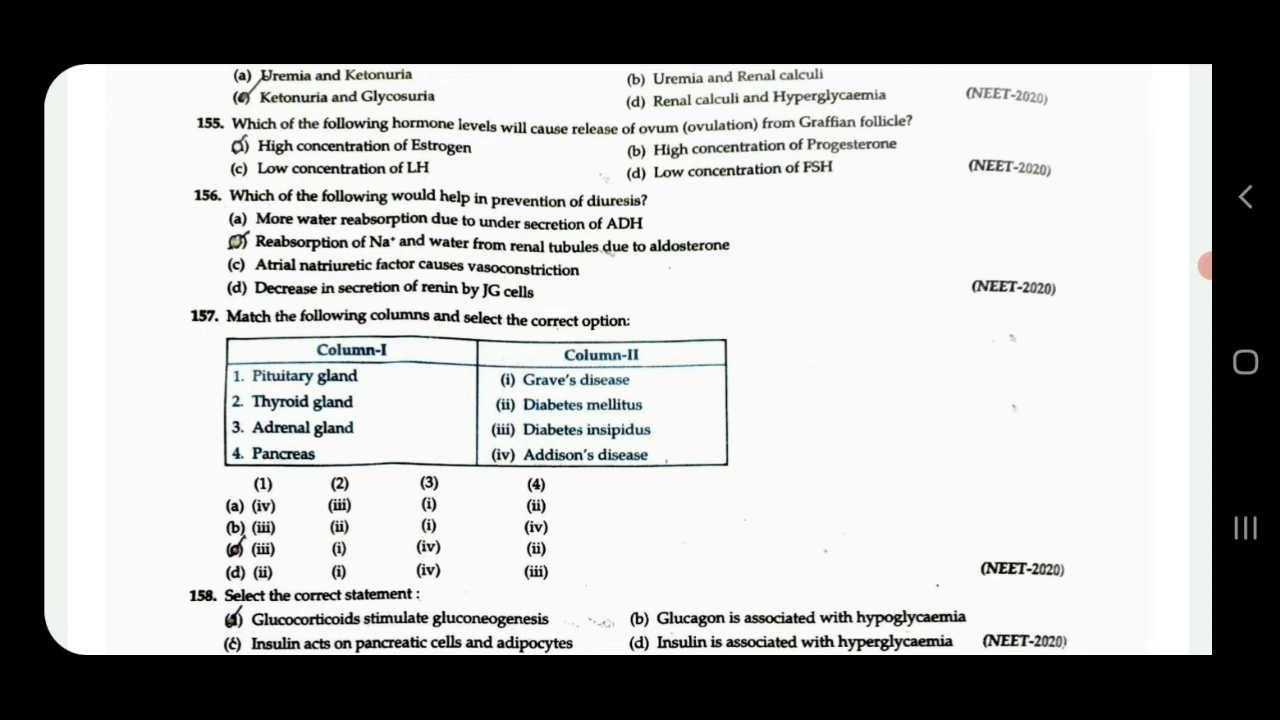 (a) Uremia and Ketonuria (b) Uremia and Renal calculi
(c) Ketonuria and Glycosuria (d) Renal calculi and Hyperglycaemia (NEET-2020)
155. Which of the following hormone levels will cause release of ovum (ovulation) from Graffian follicle?
(a) High concentration of Estrogen (b) High concentration of Progesterone
(c) Low concentration of LH (d) Low concentration of FSH (NEET-2020)
156. Which of the following would help in prevention of diuresis?
(a) More water reabsorption due to under secretion of ADH
(b) Reabsorption of Na⁺ and water from renal tubules due to aldosterone
(c) Atrial natriuretic factor causes vasoconstriction
(d) Decrease in secretion of renin by JG cells (NEET-2020)
157. Match the following columns and select the correct option:
Column-I Column-II
1. Pituitary gland (i) Grave's disease
2. Thyroid gland (ii) Diabetes mellitus
3. Adrenal gland (iii) Diabetes insipidus
4. Pancreas (iv) Addison's disease
(1) (2) (3) (4)
(a) (iv) (iii) (i) (ii)
(b) (iii) (ii) (i) (iv)
(c) (iii) (i) (iv) (ii)
(d) (ii) (i) (iv) (iii) (NEET-2020)
158. Select the correct statement :
(a) Glucocorticoids stimulate gluconeogenesis (b) Glucagon is associated with hypoglycaemia
(c) Insulin acts on pancreatic cells and adipocytes (d) Insulin is associated with hyperglycaemia (NEET-2020)